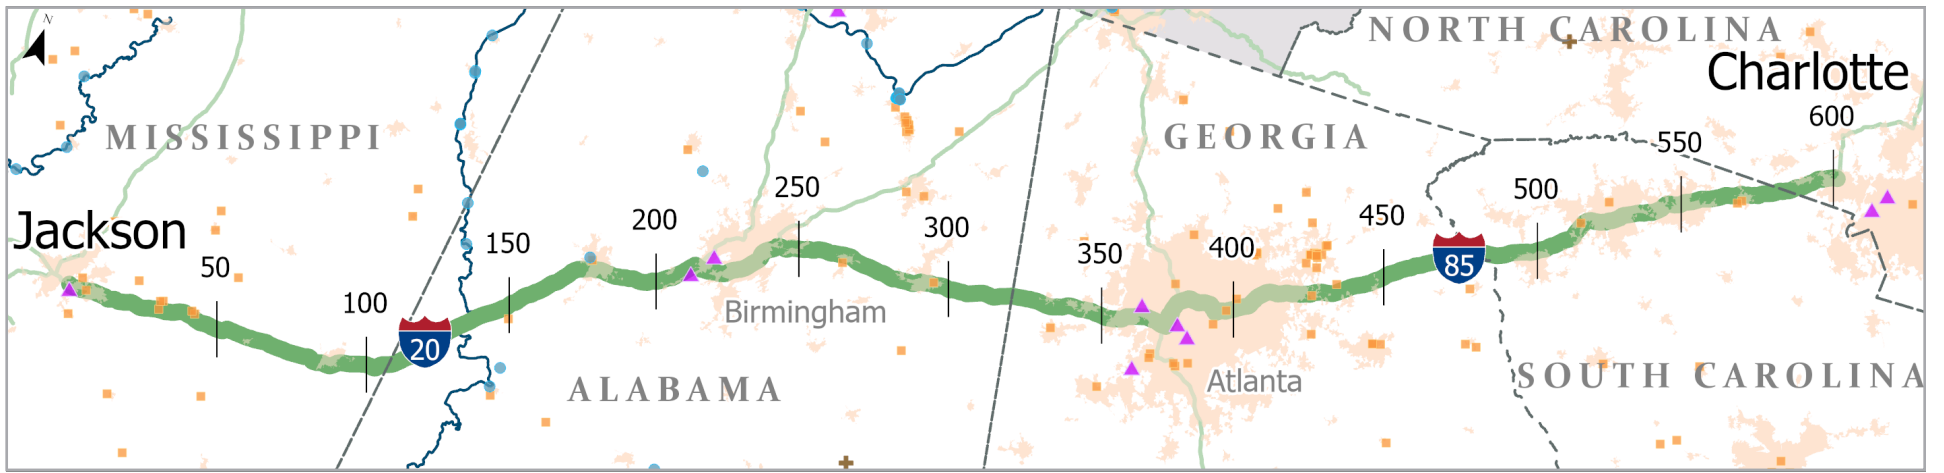 N
NORTH CAROLINA
Charlotte
600
MISSISSIPPI
GEORGIA
550
250
500
Jackson
200
450
150
300
400
350
50
85
100
Birmingham
20
ALABAMA
Atlanta
SOUTH CAROLINA